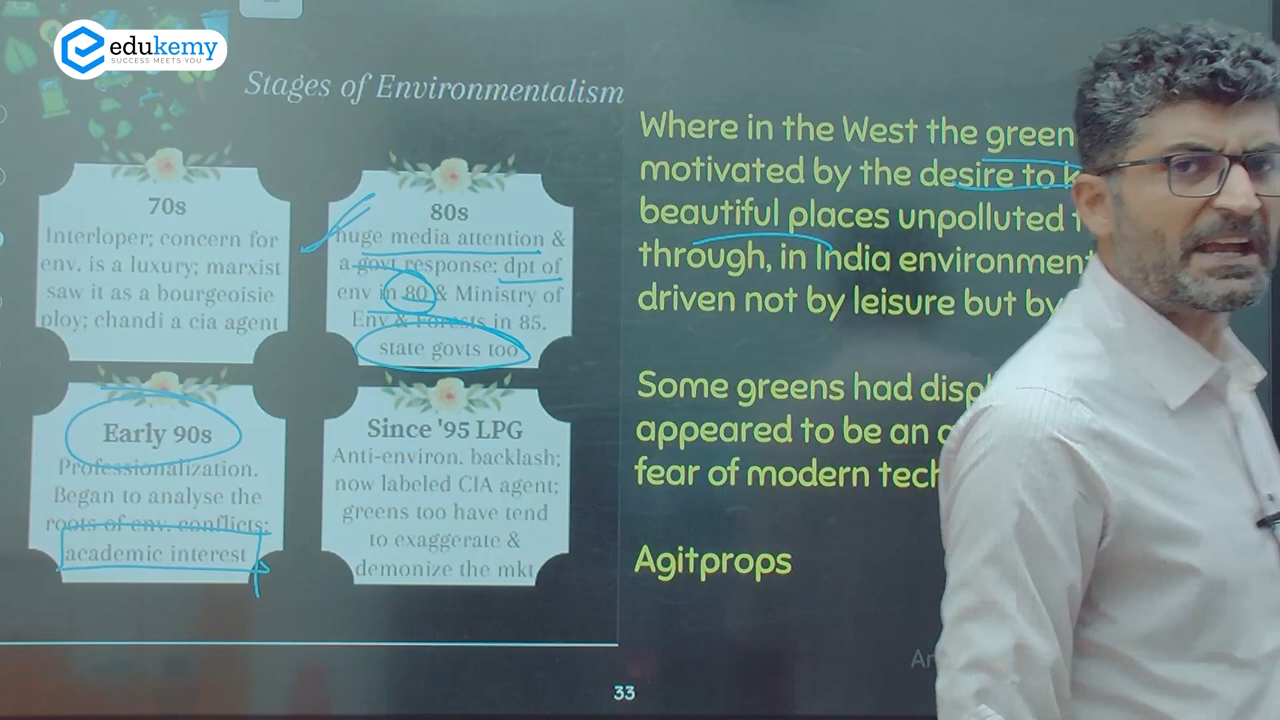 edukemy
SUCCESS MEETS YOU
Stages of Environmentalism
70s
Interloper; concern for
env. is a luxury; marxist
saw it as a bourgeoisie
ploy; chandi a cia agent
80s
huge media attention &
a govt response: dpt of
env in 80 & Ministry of
Env & Forests in 85.
state govts too
Early 90s
Professionalization.
Began to analyse the
roots of env. conflicts;
academic interest
Since '95 LPG
Anti-environ. backlash;
now labeled CIA agent;
greens too have tend
to exaggerate &
demonize the mkt
Where in the West the green
motivated by the desire to
beautiful places unpolluted
through, in India
driven not by leisure but
Some greens had
appeared to be an
fear of modern
Agitprops
33